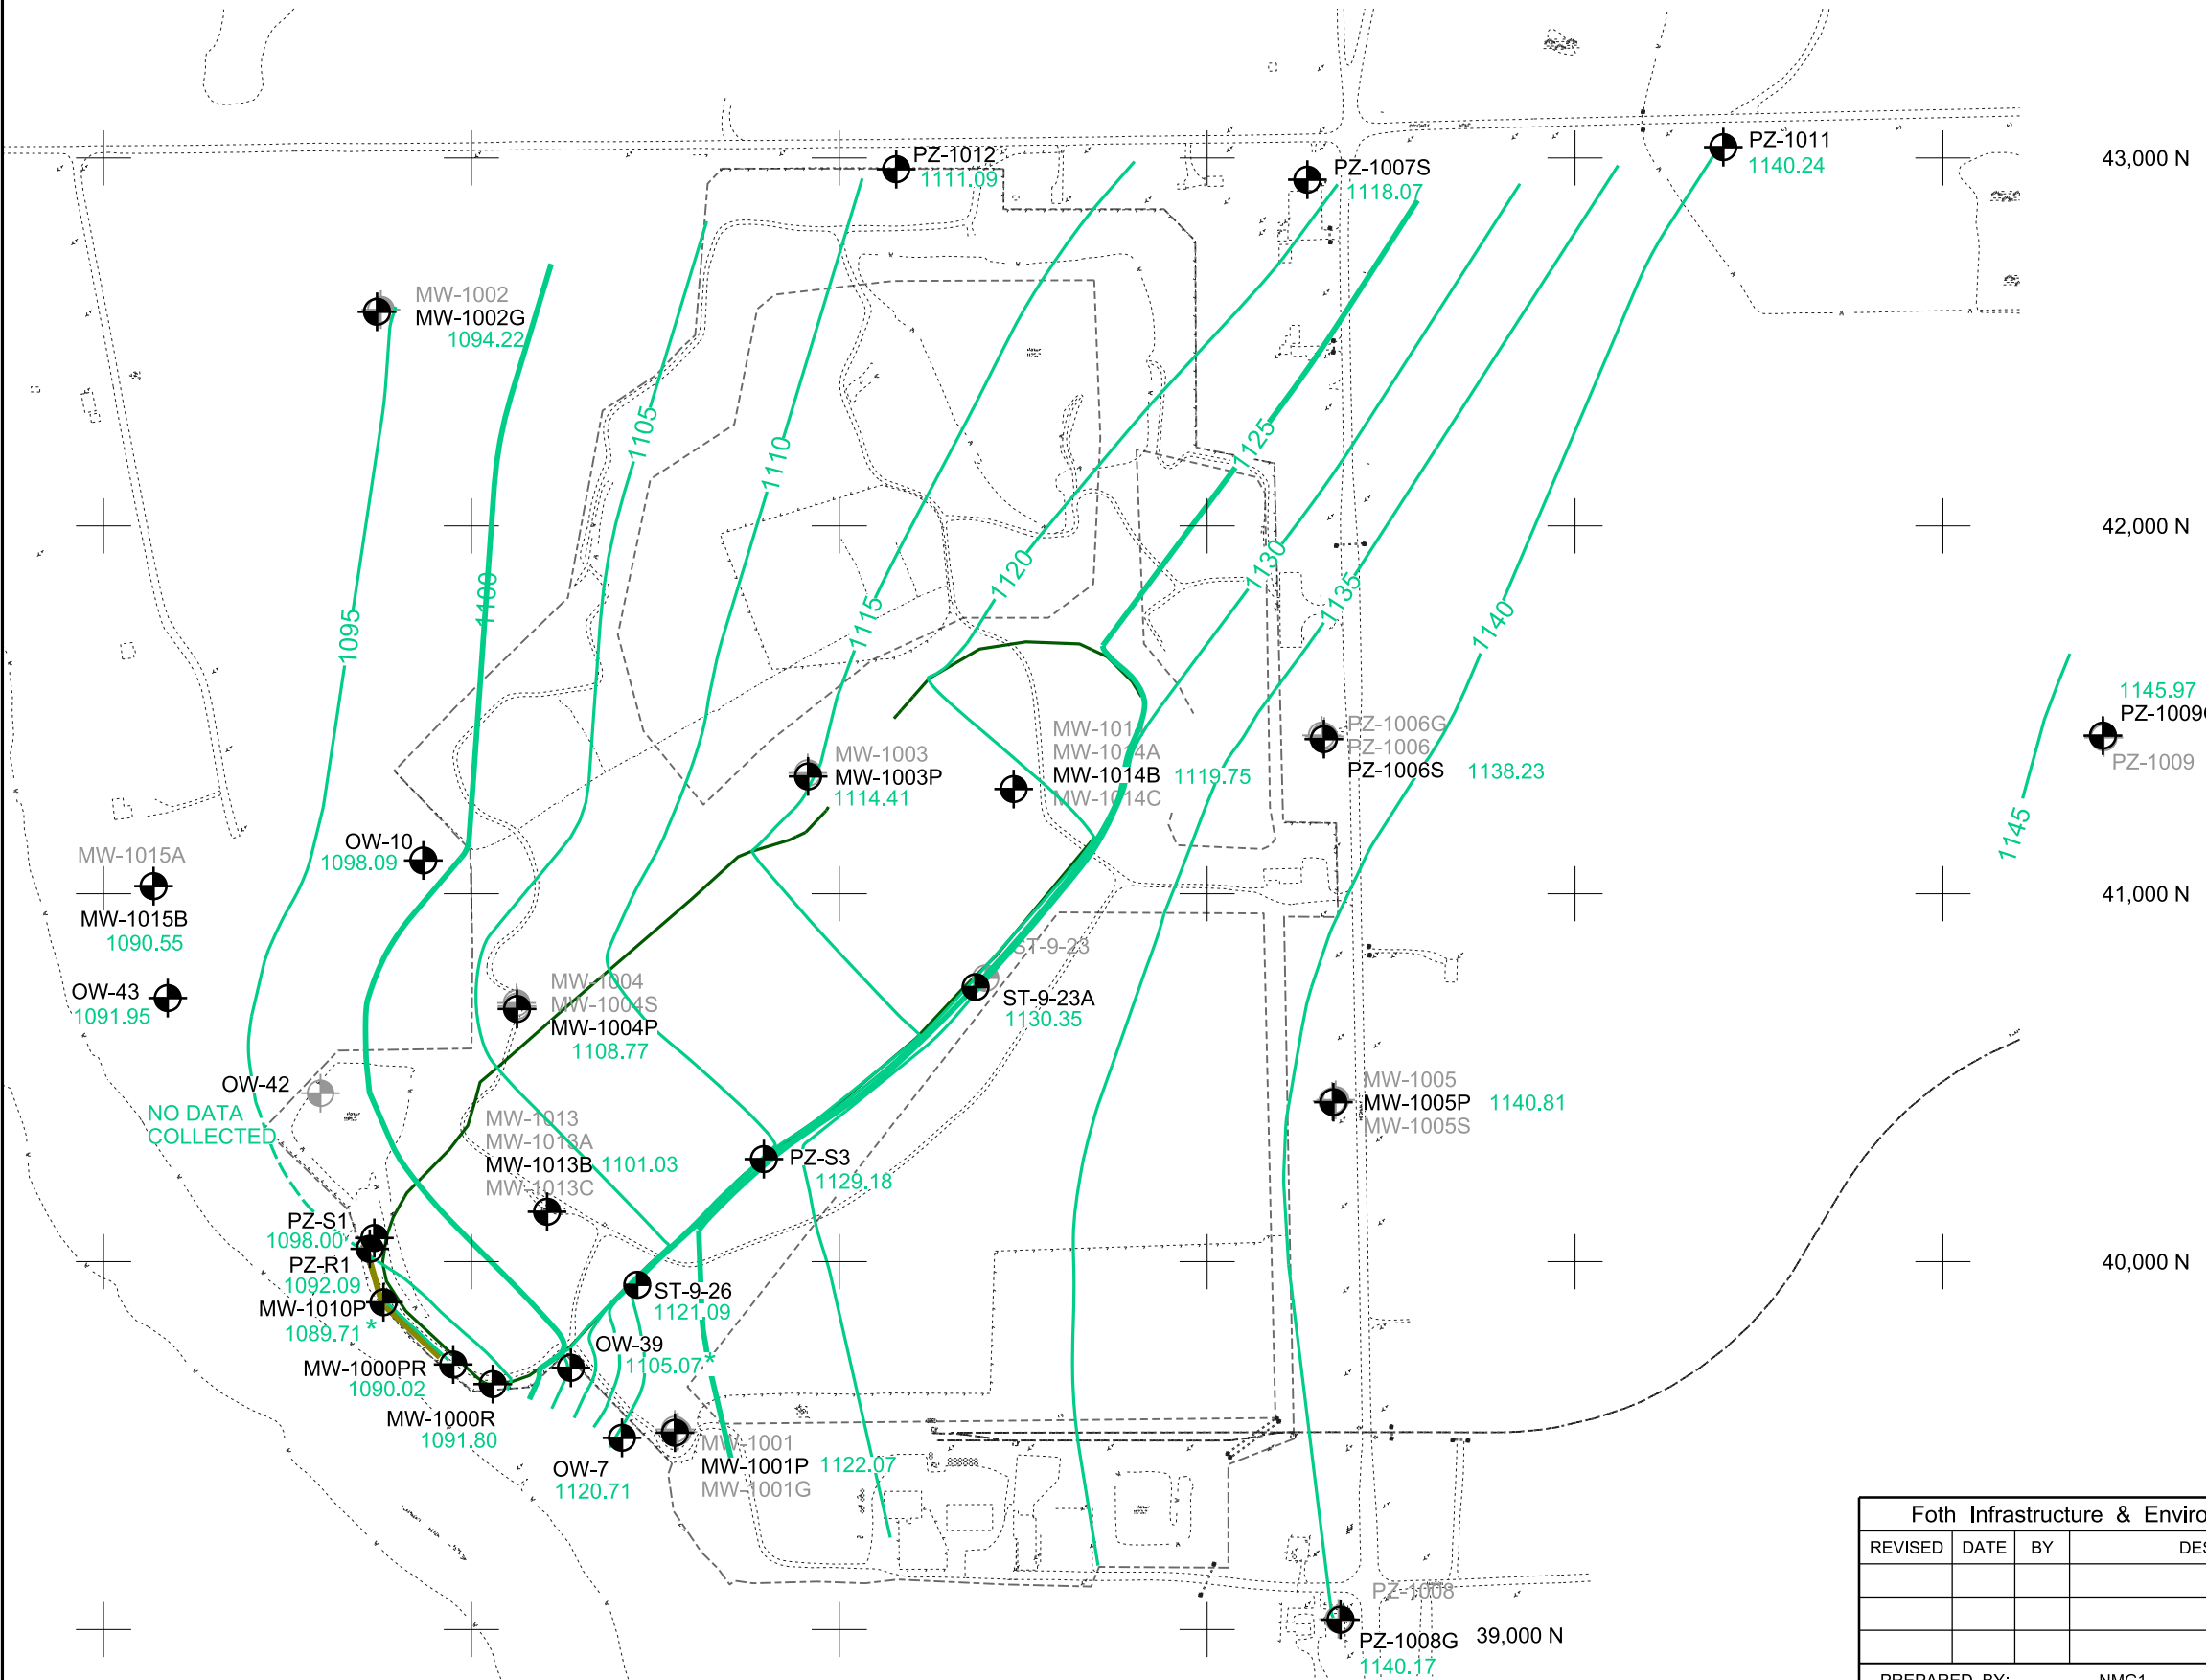 PZ-1012
1111.09
PZ-1007S
1118.07
PZ-1011
1140.24
43,000 N
MW-1002
MW-1002G
1094.22
1105
1110
1125
42,000 N
1120
1130
1135
1140
1115
1100
1095
1145.97
PZ-1009
MW-1003
MW-1003P
1114.41
MW-101
MW-1014A
MW-1014B 1119.75
MW-1014C
PZ-1006G
PZ-1006
PZ-1006S 1138.23
1145
OW-10
1098.09
MW-1015A
MW-1015B
1090.55
41,000 N
OW-43
1091.95
MW-1004
MW-1004S
MW-1004P
1108.77
ST-9-23
ST-9-23A
1130.35
OW-42
NO DATA
COLLECTED
MW-1005
MW-1005P 1140.81
MW-1005S
MW-1013
MW-1013A
MW-1013B 1101.03
MW-1013C
PZ-S3
1129.18
PZ-S1
1098.00
PZ-R1
1092.09
MW-1010P
1089.71 *
40,000 N
ST-9-26
1121.09
OW-39
1105.07 *
MW-1000PR
1090.02
MW-1000R
1091.80
OW-7
1120.71
MW-1001
MW-1001P 1122.07
MW-1001G
PZ-1008
PZ-1008G
1140.17
39,000 N
Foth Infrastructure & Enviro
REVISED DATE BY DES
PREPARED BY: NMG1